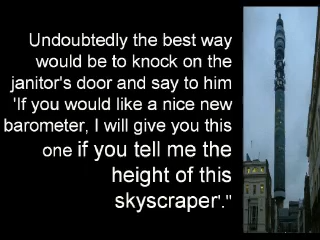 Undoubtedly the best way
would be to knock on the
janitor's door and say to him
'If you would like a nice new
barometer, I will give you this
one if you tell me the
height of this
skyscraper'."